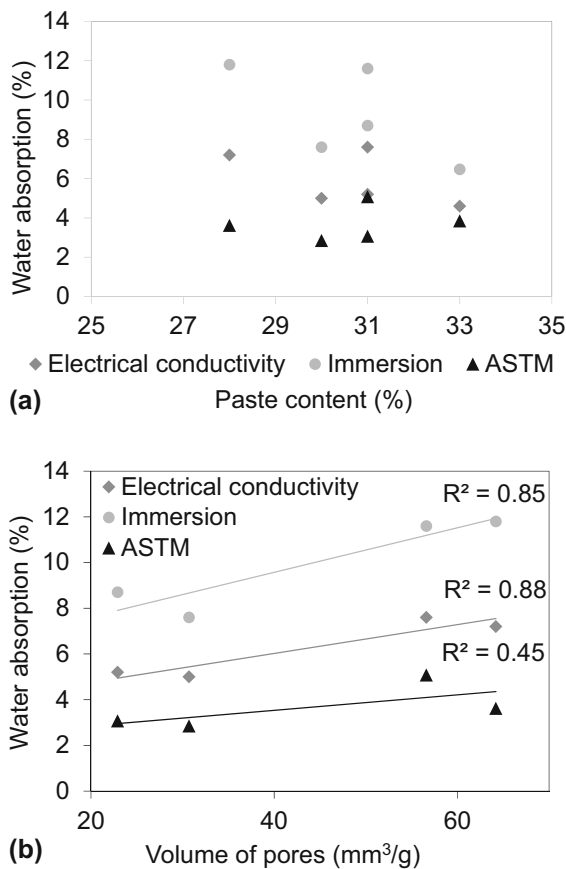 14
12
10
8
6
4
2
0
Water absorption (%)
25 27 29 31 33 35
Electrical conductivity Immersion ASTM
(a) Paste content (%)
14
12
10
8
6
4
2
0
Water absorption (%)
Electrical conductivity
Immersion
ASTM
R² = 0.85
R² = 0.88
R² = 0.45
20 40 60
(b) Volume of pores (mm³/g)